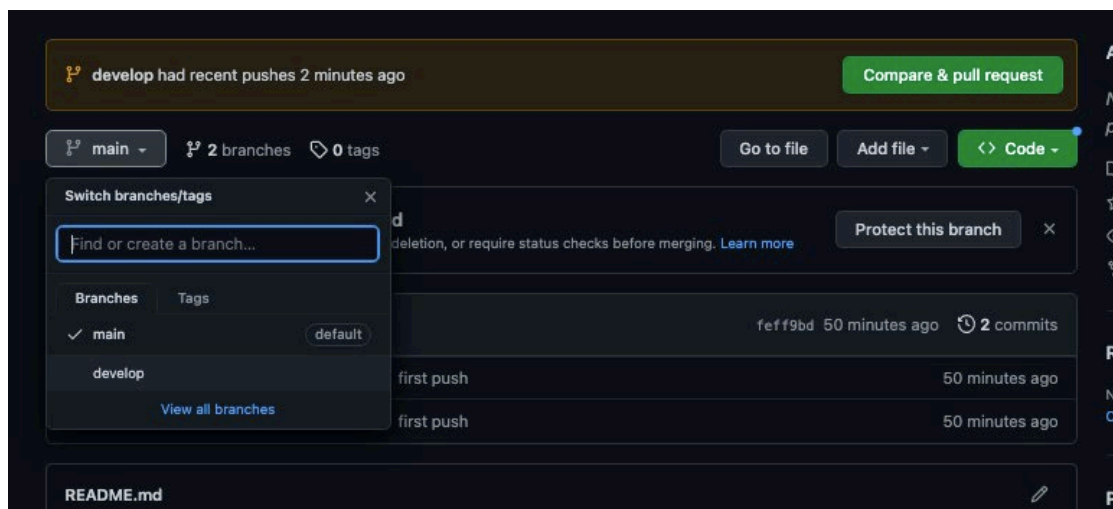 develop had recent pushes 2 minutes ago
Compare & pull request
main
2 branches
0 tags
Go to file
Add file
<> Code
Switch branches/tags
Find or create a branch...
Branches
Tags
main
default
develop
View all branches
d
deletion, or require status checks before merging. Learn more
Protect this branch
feff9bd 50 minutes ago 2 commits
first push 50 minutes ago
first push 50 minutes ago
README.md